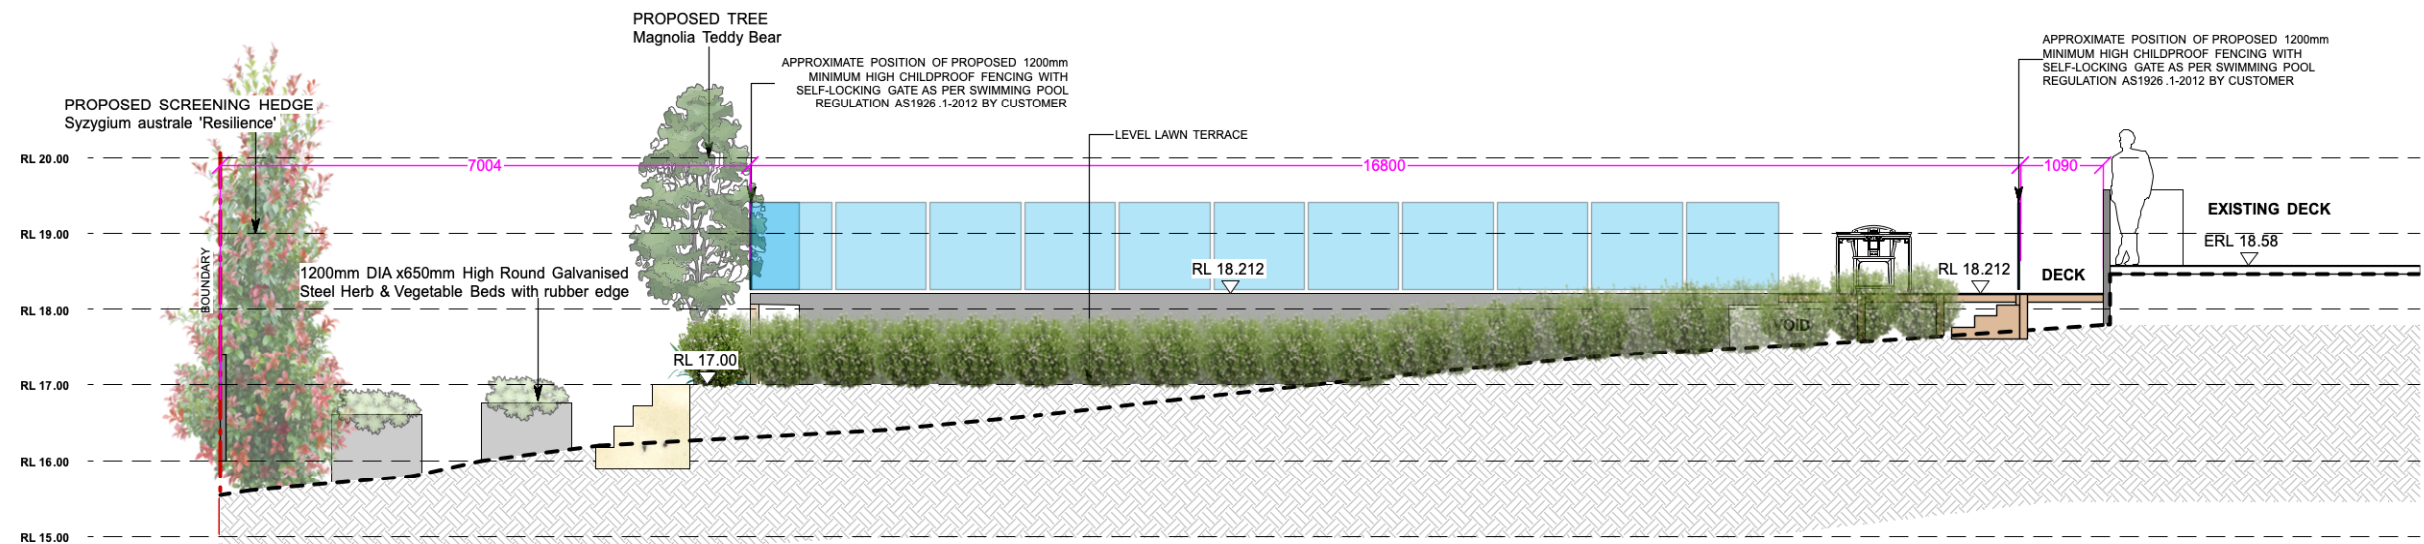 PROPOSED TREE
Magnolia Teddy Bear
APPROXIMATE POSITION OF PROPOSED 1200mm
MINIMUM HIGH CHILDPROOF FENCING WITH
SELF-LOCKING GATE AS PER SWIMMING POOL
REGULATION AS1926 .1-2012 BY CUSTOMER
APPROXIMATE POSITION OF PROPOSED 1200mm
MINIMUM HIGH CHILDPROOF FENCING WITH
SELF-LOCKING GATE AS PER SWIMMING POOL
REGULATION AS1926 .1-2012 BY CUSTOMER
PROPOSED SCREENING HEDGE
Syzygium australe 'Resilience'
LEVEL LAWN TERRACE
RL 20.00
7004
16800
1090
EXISTING DECK
RL 19.00
ERL 18.58
BOUNDARY
1200mm DIA x650mm High Round Galvanised
Steel Herb & Vegetable Beds with rubber edge
RL 18.212
RL 18.212
DECK
RL 18.00
VOID
RL 17.00
RL 17.00
RL 16.00
RL 15.00